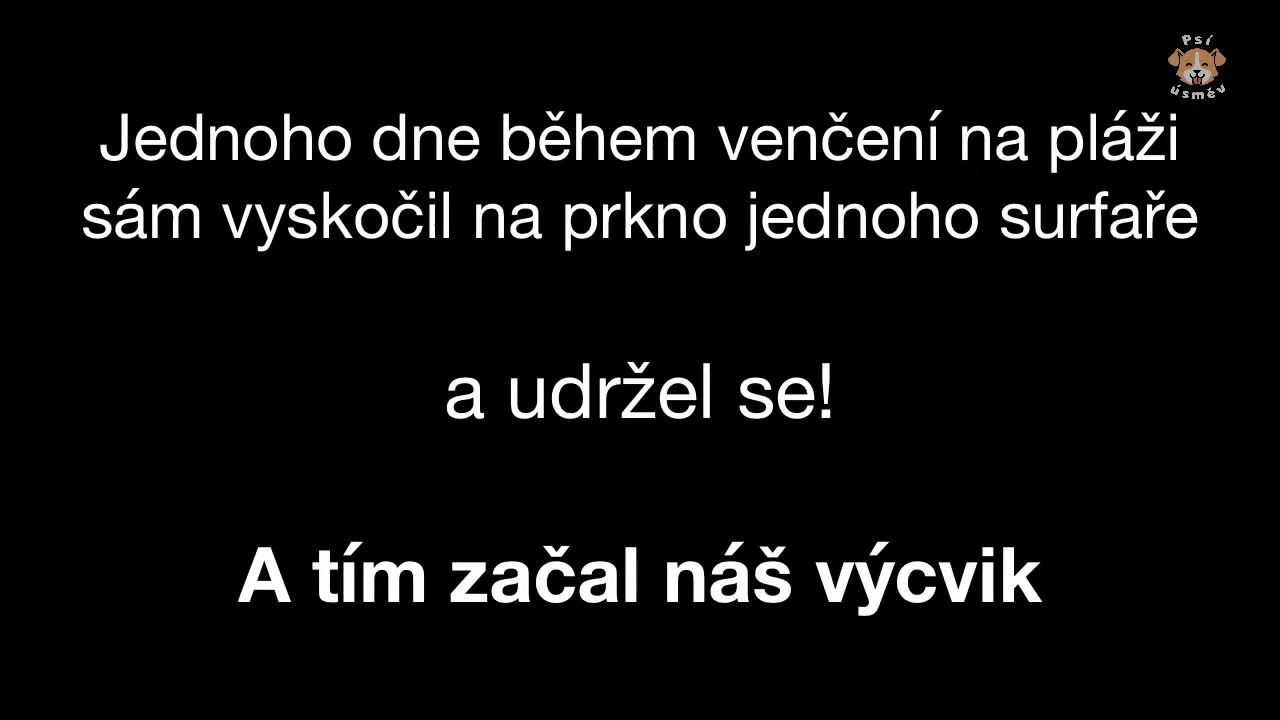 Psí
úsměv
Jednoho dne během venčení na pláži
sám vyskočil na prkno jednoho surfaře
a udržel se!
A tím začal náš výcvik